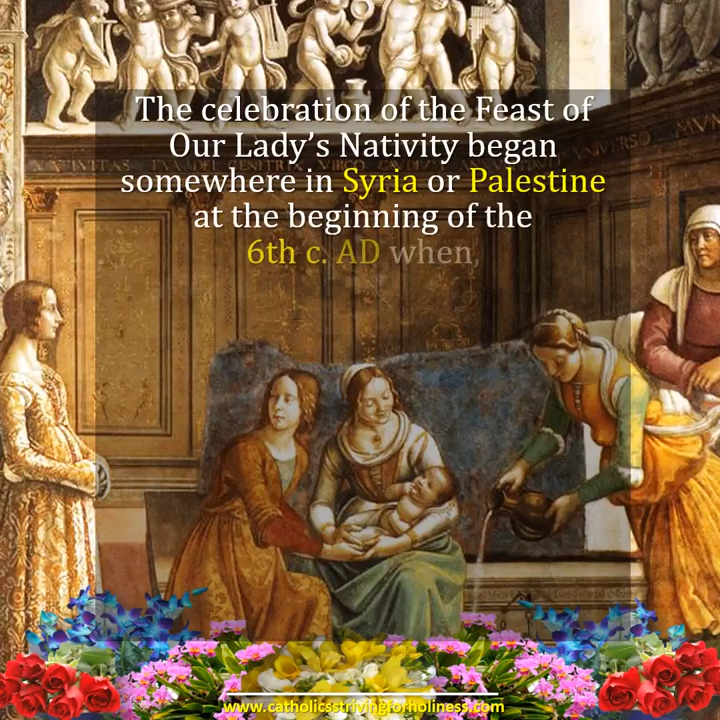 The celebration of the Feast of
Our Lady’s Nativity began
somewhere in Syria or Palestine
at the beginning of the
6th c. AD when,
www.catholicsstrivingforholiness.com